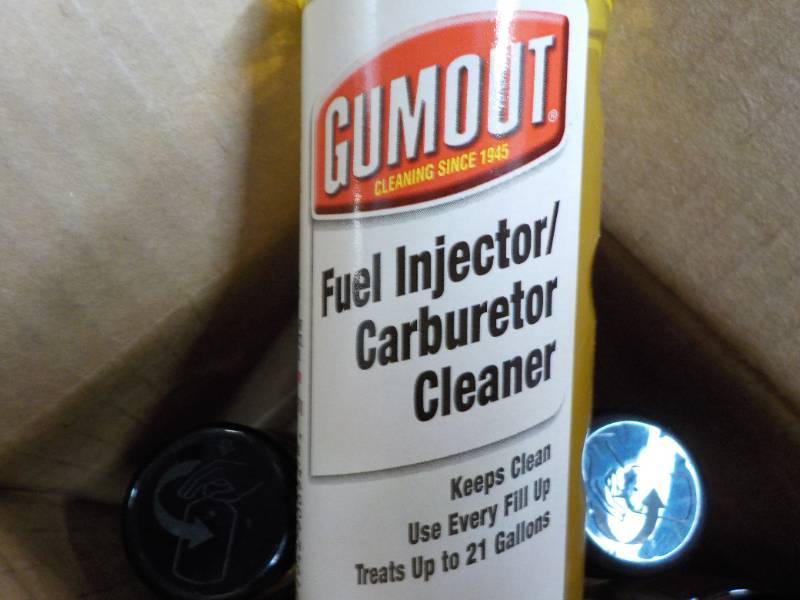 GUMOUT®
CLEANING SINCE 1945
Fuel Injector/
Carburetor
Cleaner
Keeps Clean
Use Every Fill Up
Treats Up to 21 Gallons